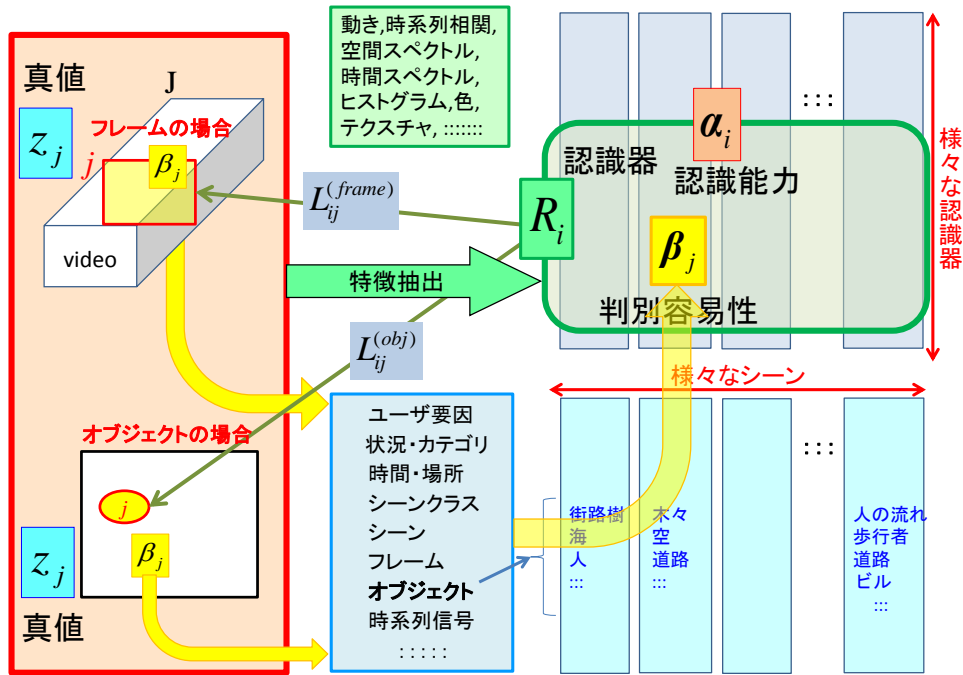 真値
z_j
J
フレームの場合
j
β_j
video
オブジェクトの場合
j
β_j
z_j
真値
動き,時系列相関,
空間スペクトル,
時間スペクトル,
ヒストグラム,色,
テクスチャ, :::::::
L_{ij}^{(frame)}
特徴抽出
L_{ij}^{(obj)}
ユーザ要因
状況・カテゴリ
時間・場所
シーンクラス
シーン
フレーム
オブジェクト
時系列信号
:::::
:::
α_i
認識器
認識能力
R_i
β_j
判別容易性
様々な認識器
様々なシーン
街路樹
海
人
:::
木々
空
道路
:::
:::
人の流れ
歩行者
道路
ビル
:::